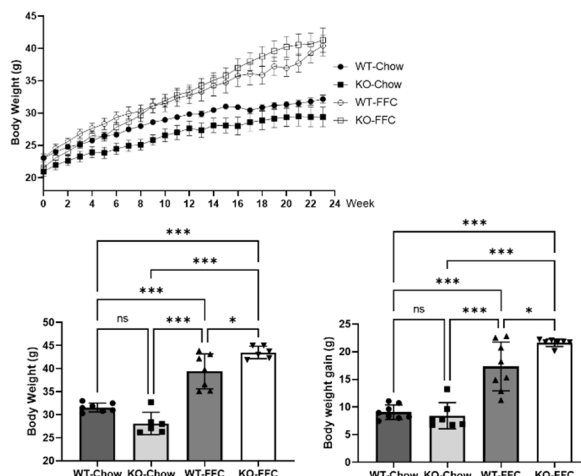 45
40
35
30
25
20
Body Weight (g)
WT-Chow
KO-Chow
WT-FFC
KO-FFC
0 2 4 6 8 10 12 14 16 18 20 22 24 Week
***
***
***
ns *** *
50
45
40
35
30
25
20
Body Weight (g)
WT-Chow KO-Chow WT-FFC KO-FFC
***
***
***
ns *** *
25
20
15
10
5
0
Body weight gain (g)
WT-Chow KO-Chow WT-FFC KO-FFC